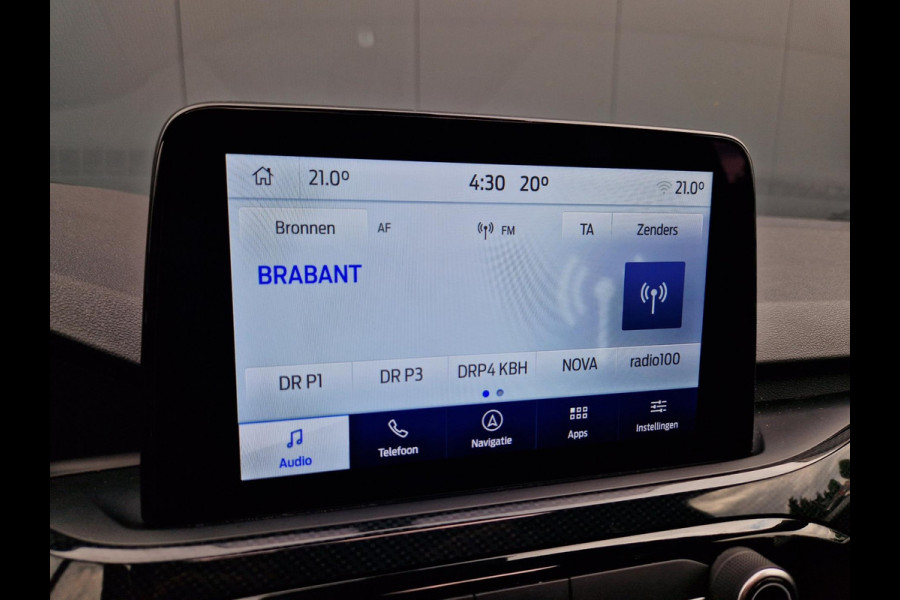 21.0° 4:30 20° 21.0°
Bronnen AF FM TA Zenders
BRABANT
DR P1 DR P3 DRP4 KBH NOVA radio100
Audio Telefoon Navigatie Apps Instellingen